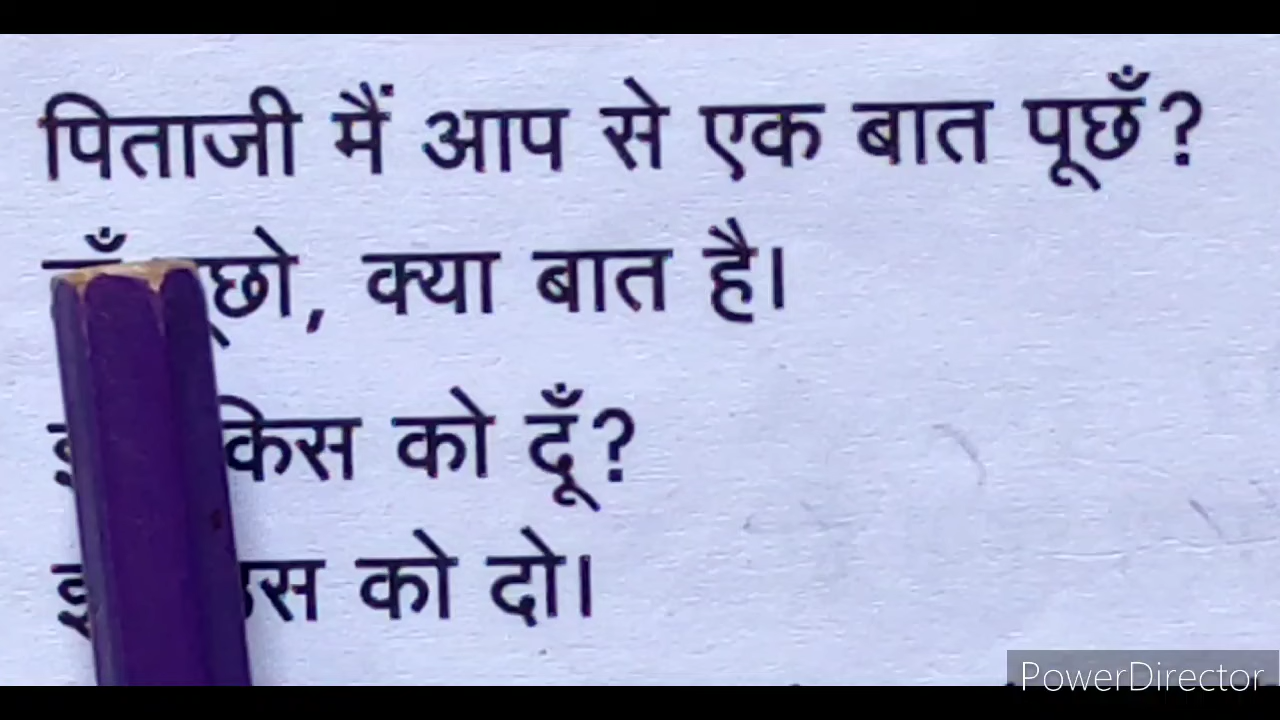 पिताजी मैं आप से एक बात पूछँ?
क्या बात है।
किस को दूँ?
को दो।
PowerDirector